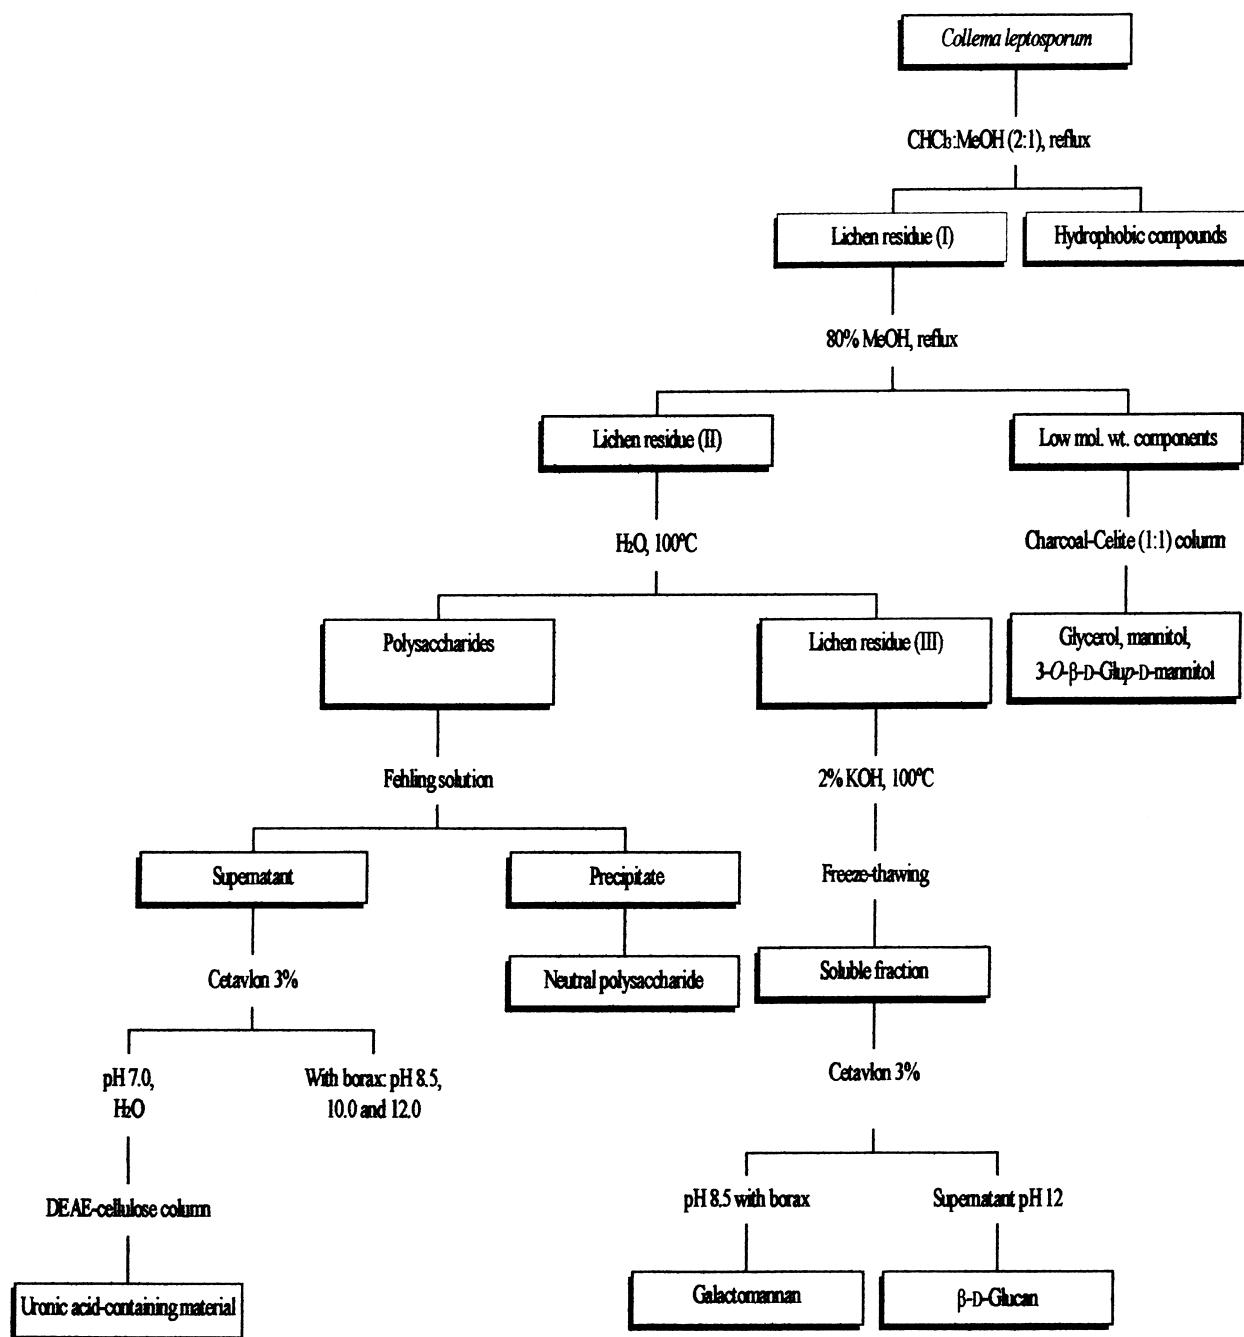 Collema leptosporum
CHCl₃:MeOH (2:1), reflux
Lichen residue (I)
Hydrophobic compounds
80% MeOH, reflux
Lichen residue (II)
Low mol. wt. components
H₂O, 100ºC
Charcoal-Celite (1:1) column
Polysaccharides
Lichen residue (III)
Glycerol, mannitol,
3-O-β-D-Glup-D-mannitol
Fehling solution
2% KOH, 100ºC
Supernatant
Precipitate
Freeze-thawing
Cetavlon 3%
Neutral polysaccharide
Soluble fraction
pH 7.0,
H₂O
With borax: pH 8.5,
10.0 and 12.0
Cetavlon 3%
DEAE-cellulose column
pH 8.5 with borax
Supernatant pH 12
Uronic acid-containing material
Galactomannan
β-D-Glucan